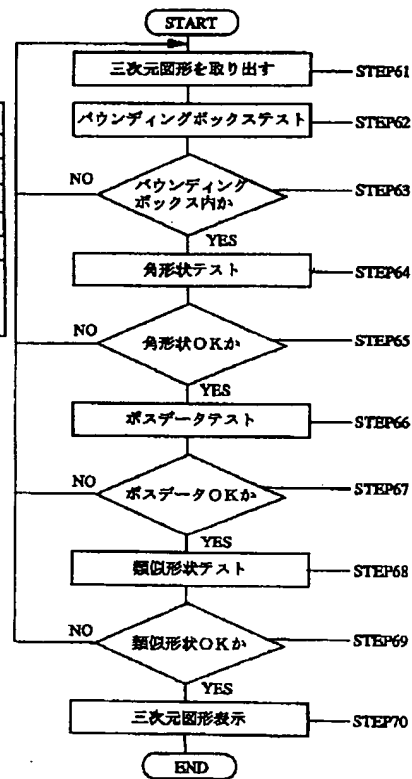 START
三次元図形を取り出す
STEP61
バウンディングボックステスト
STEP62
NO
バウンディング
ボックス内か
STEP63
YES
角形状テスト
STEP64
NO
角形状OKか
STEP65
YES
ボスデータテスト
STEP66
NO
ボスデータOKか
STEP67
YES
類似形状テスト
STEP68
NO
類似形状OKか
STEP69
YES
三次元図形表示
STEP70
END